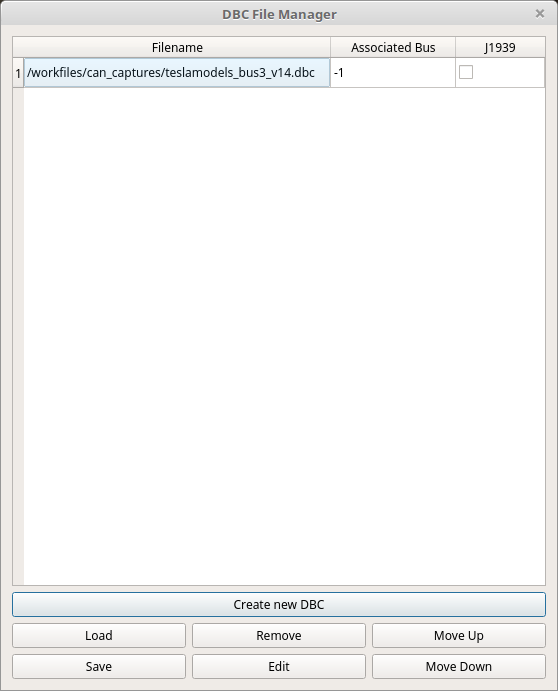 DBC File Manager
Filename Associated Bus J1939
1 /workfiles/can_captures/teslamodels_bus3_v14.dbc -1
Create new DBC
Load Remove Move Up
Save Edit Move Down